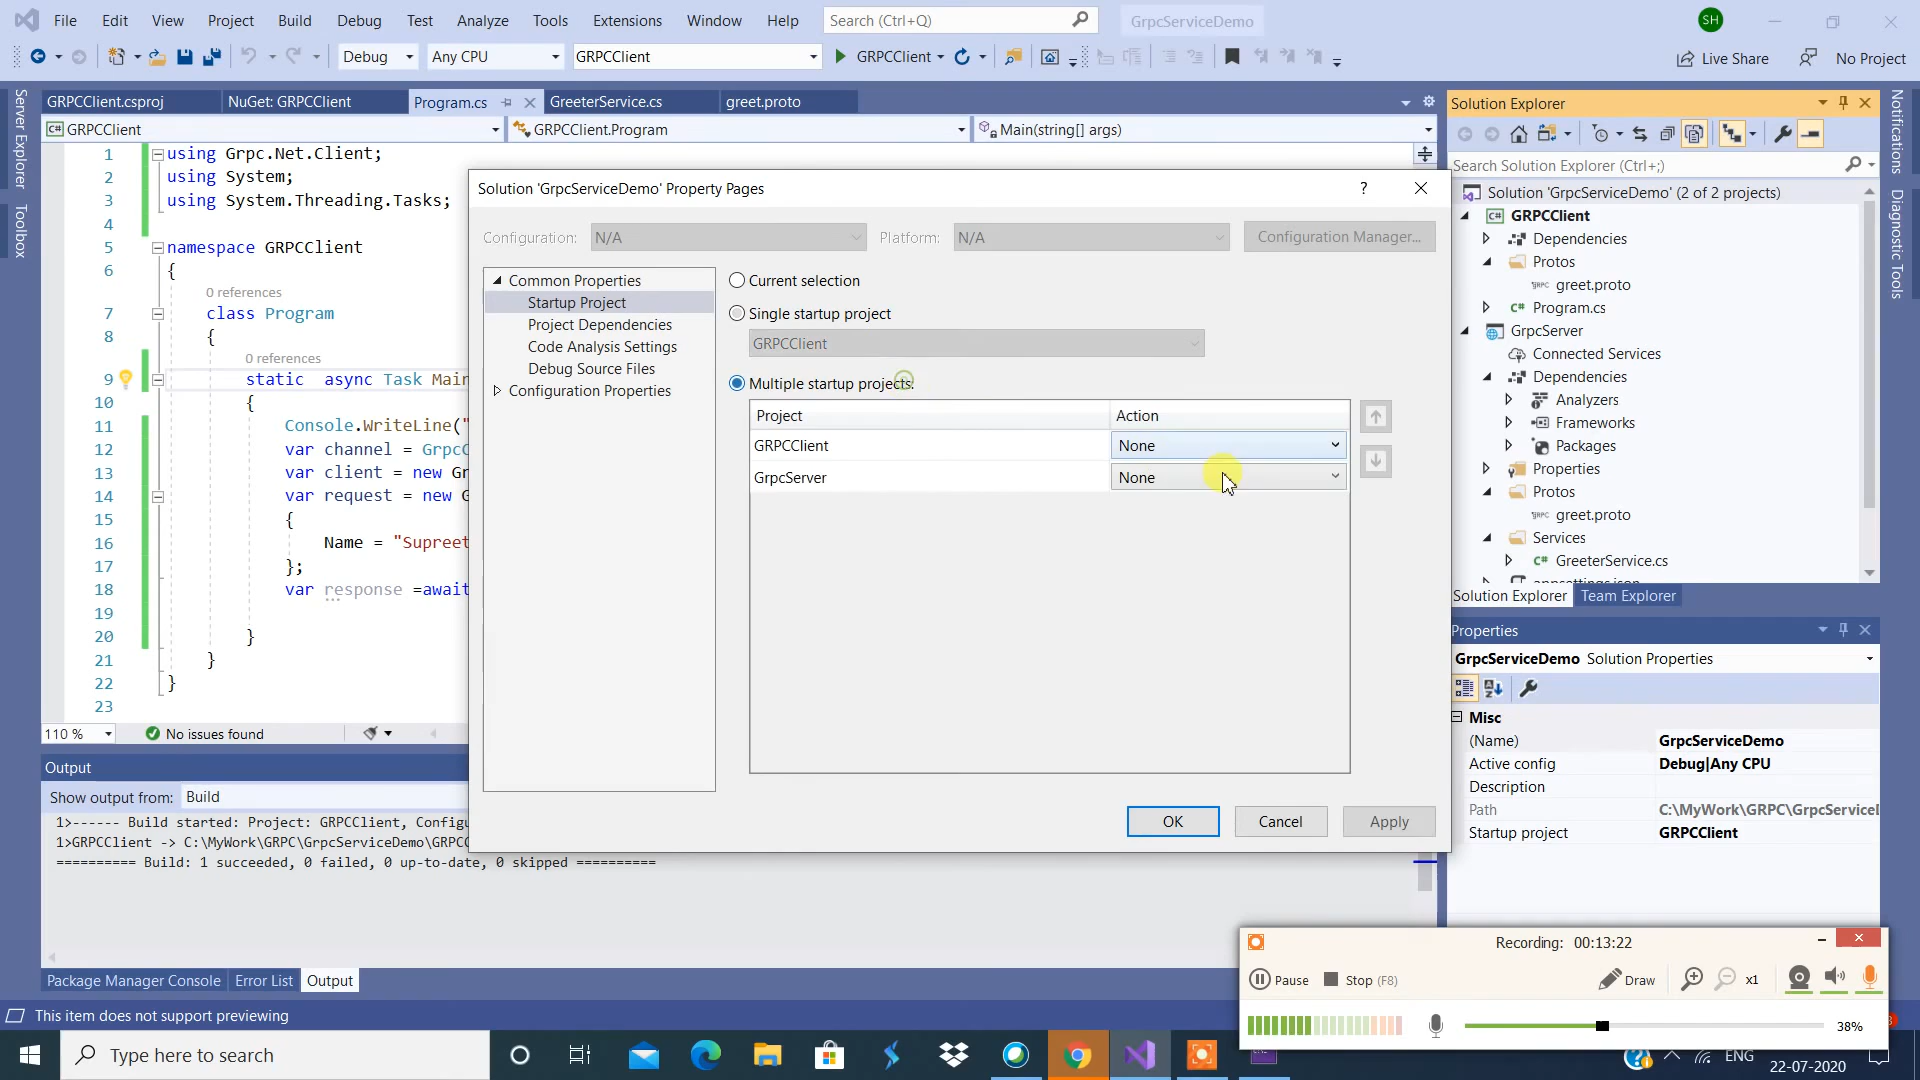 File Edit View Project Build Debug Test Analyze Tools Extensions Window Help Search (Ctrl+Q) GrpcServiceDemo SH
Debug Any CPU GRPCClient GRPCClient Live Share No Project
Server Explorer
Toolbox
GRPCClient.csproj NuGet: GRPCClient Program.cs GreeterService.cs greet.proto
C# GRPCClient GRPCClient.Program Main(string[] args)
1 using Grpc.Net.Client;
2 using System;
3 using System.Threading.Tasks;
4
5 namespace GRPCClient
6 {
0 references
7 class Program
8 {
0 references
9 static async Task Main
10 {
11 Console.WriteLine("
12 var channel = GrpcC
13 var client = new Gr
14 var request = new G
15 {
16 Name = "Supreet
17 };
18 var response =await
19
20 }
21 }
22 }
23
110 % No issues found
Output
Show output from: Build
1>------ Build started: Project: GRPCClient, Configu
1>GRPCClient -> C:\MyWork\GRPC\GrpcServiceDemo\GRPCC
========== Build: 1 succeeded, 0 failed, 0 up-to-date, 0 skipped ==========
Package Manager Console Error List Output
This item does not support previewing
Solution 'GrpcServiceDemo' Property Pages ?
Configuration: N/A Platform: N/A Configuration Manager...
Common Properties
Startup Project
Project Dependencies
Code Analysis Settings
Debug Source Files
Configuration Properties
Current selection
Single startup project
GRPCClient
Multiple startup projects:
Project Action
GRPCClient None
GrpcServer None
OK Cancel Apply
Solution Explorer
Search Solution Explorer (Ctrl+;)
Solution 'GrpcServiceDemo' (2 of 2 projects)
C# GRPCClient
Dependencies
Protos
greet.proto
C# Program.cs
GrpcServer
Connected Services
Dependencies
Analyzers
Frameworks
Packages
Properties
Protos
greet.proto
Services
C# GreeterService.cs
appsettings.json
Solution Explorer Team Explorer
Properties
GrpcServiceDemo Solution Properties
Misc
(Name) GrpcServiceDemo
Active config Debug|Any CPU
Description
Path C:\MyWork\GRPC\GrpcServiceD
Startup project GRPCClient
Notifications
Diagnostic Tools
Recording: 00:13:22
Pause Stop (F8) Draw x1
38%
Type here to search
ENG
22-07-2020